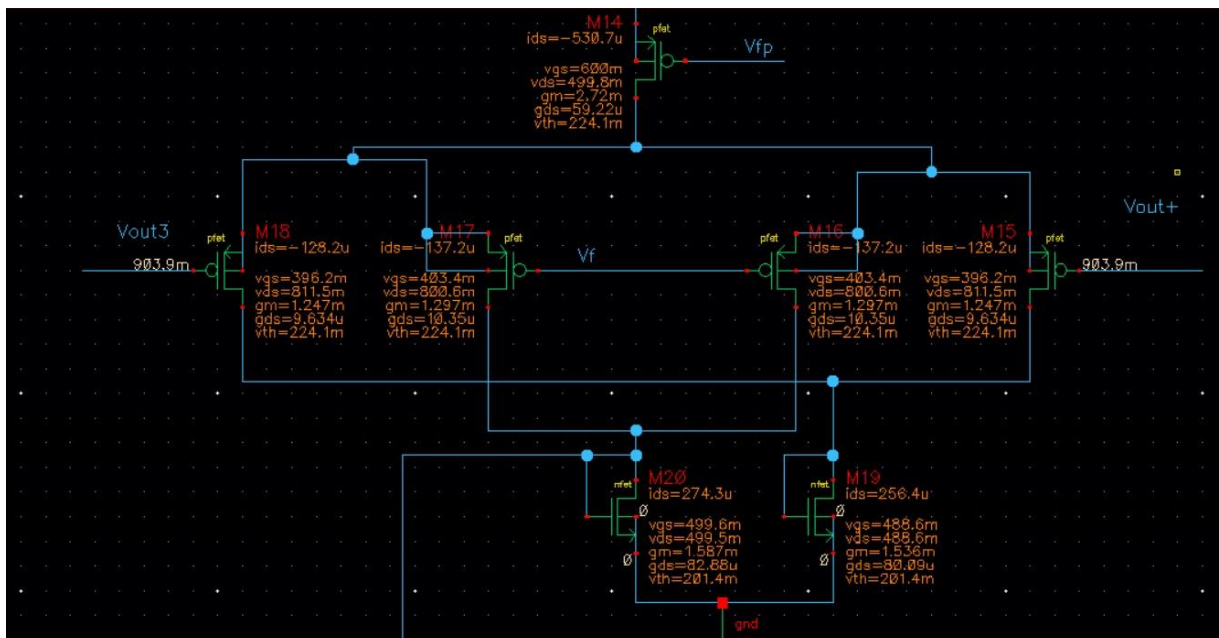 M14
pfet
ids=-530.7u
Vfp
vgs=600m
vds=499.8m
gm=2.72m
gds=59.22u
vth=224.1m
Vout3
pfet
M18
ids=-128.2u
903.9m
vgs=396.2m
vds=811.5m
gm=1.247m
gds=9.634u
vth=224.1m
M17
pfet
ids=-137.2u
vgs=403.4m
vds=800.6m
gm=1.297m
gds=10.35u
vth=224.1m
Vf
pfet
M16
ids=-137.2u
vgs=403.4m
vds=800.6m
gm=1.297m
gds=10.35u
vth=224.1m
Vout+
M15
pfet
ids=-128.2u
903.9m
vgs=396.2m
vds=811.5m
gm=1.247m
gds=9.634u
vth=224.1m
nfet
M20
ids=274.3u
0
vgs=499.6m
vds=499.5m
gm=1.587m
0
gds=82.88u
vth=201.4m
nfet
M19
ids=256.4u
0
vgs=488.6m
vds=488.6m
gm=1.536m
0
gds=80.09u
vth=201.4m
gnd